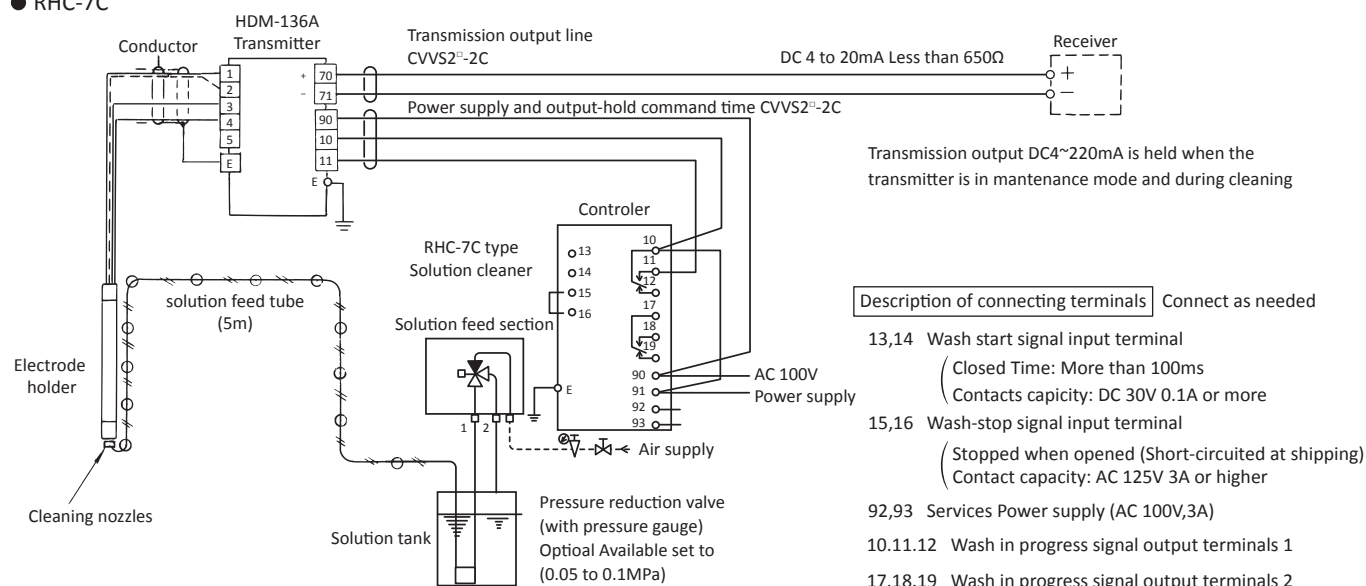 ● RHC-7C
HDM-136A
Transmitter
Conductor
Transmission output line
CVVS2□-2C
DC 4 to 20mA Less than 650Ω
Receiver
1
2
3
4
5
E
+ 70
− 71
90
10
11
E
+
−
Power supply and output-hold command time CVVS2□-2C
Transmission output DC4~220mA is held when the
transmitter is in mantenance mode and during cleaning
Controler
13
14
15
16
10
11
12
17
18
19
90
91
92
93
E
RHC-7C type
Solution cleaner
Solution feed section
1 2
AC 100V
Power supply
Air supply
solution feed tube
(5m)
Electrode
holder
Cleaning nozzles
Solution tank
Pressure reduction valve
(with pressure gauge)
Optioal Available set to
(0.05 to 0.1MPa)
Description of connecting terminals Connect as needed
13,14 Wash start signal input terminal
Closed Time: More than 100ms
Contacts capicity: DC 30V 0.1A or more
15,16 Wash-stop signal input terminal
Stopped when opened (Short-circuited at shipping)
Contact capacity: AC 125V 3A or higher
92,93 Services Power supply (AC 100V,3A)
10.11.12 Wash in progress signal output terminals 1
17.18.19 Wash in progress signal output terminals 2